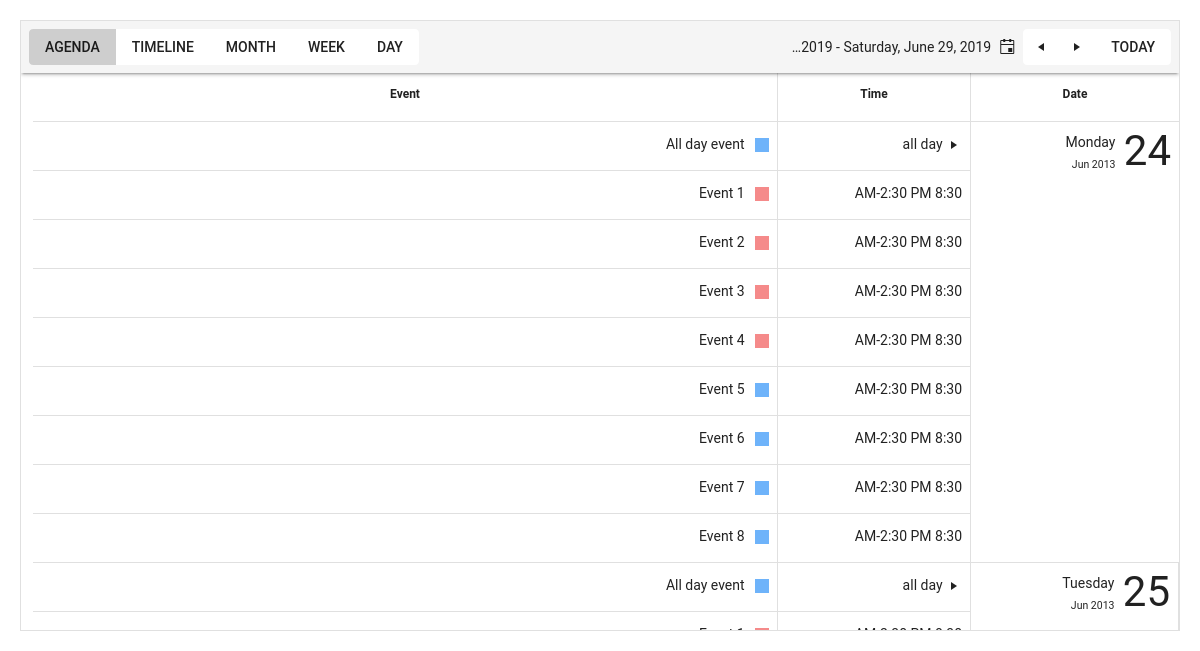 AGENDA TIMELINE MONTH WEEK DAY …2019 - Saturday, June 29, 2019 TODAY
Event Time Date
All day event all day Monday 24
Jun 2013
Event 1 AM-2:30 PM 8:30
Event 2 AM-2:30 PM 8:30
Event 3 AM-2:30 PM 8:30
Event 4 AM-2:30 PM 8:30
Event 5 AM-2:30 PM 8:30
Event 6 AM-2:30 PM 8:30
Event 7 AM-2:30 PM 8:30
Event 8 AM-2:30 PM 8:30
All day event all day Tuesday 25
Jun 2013